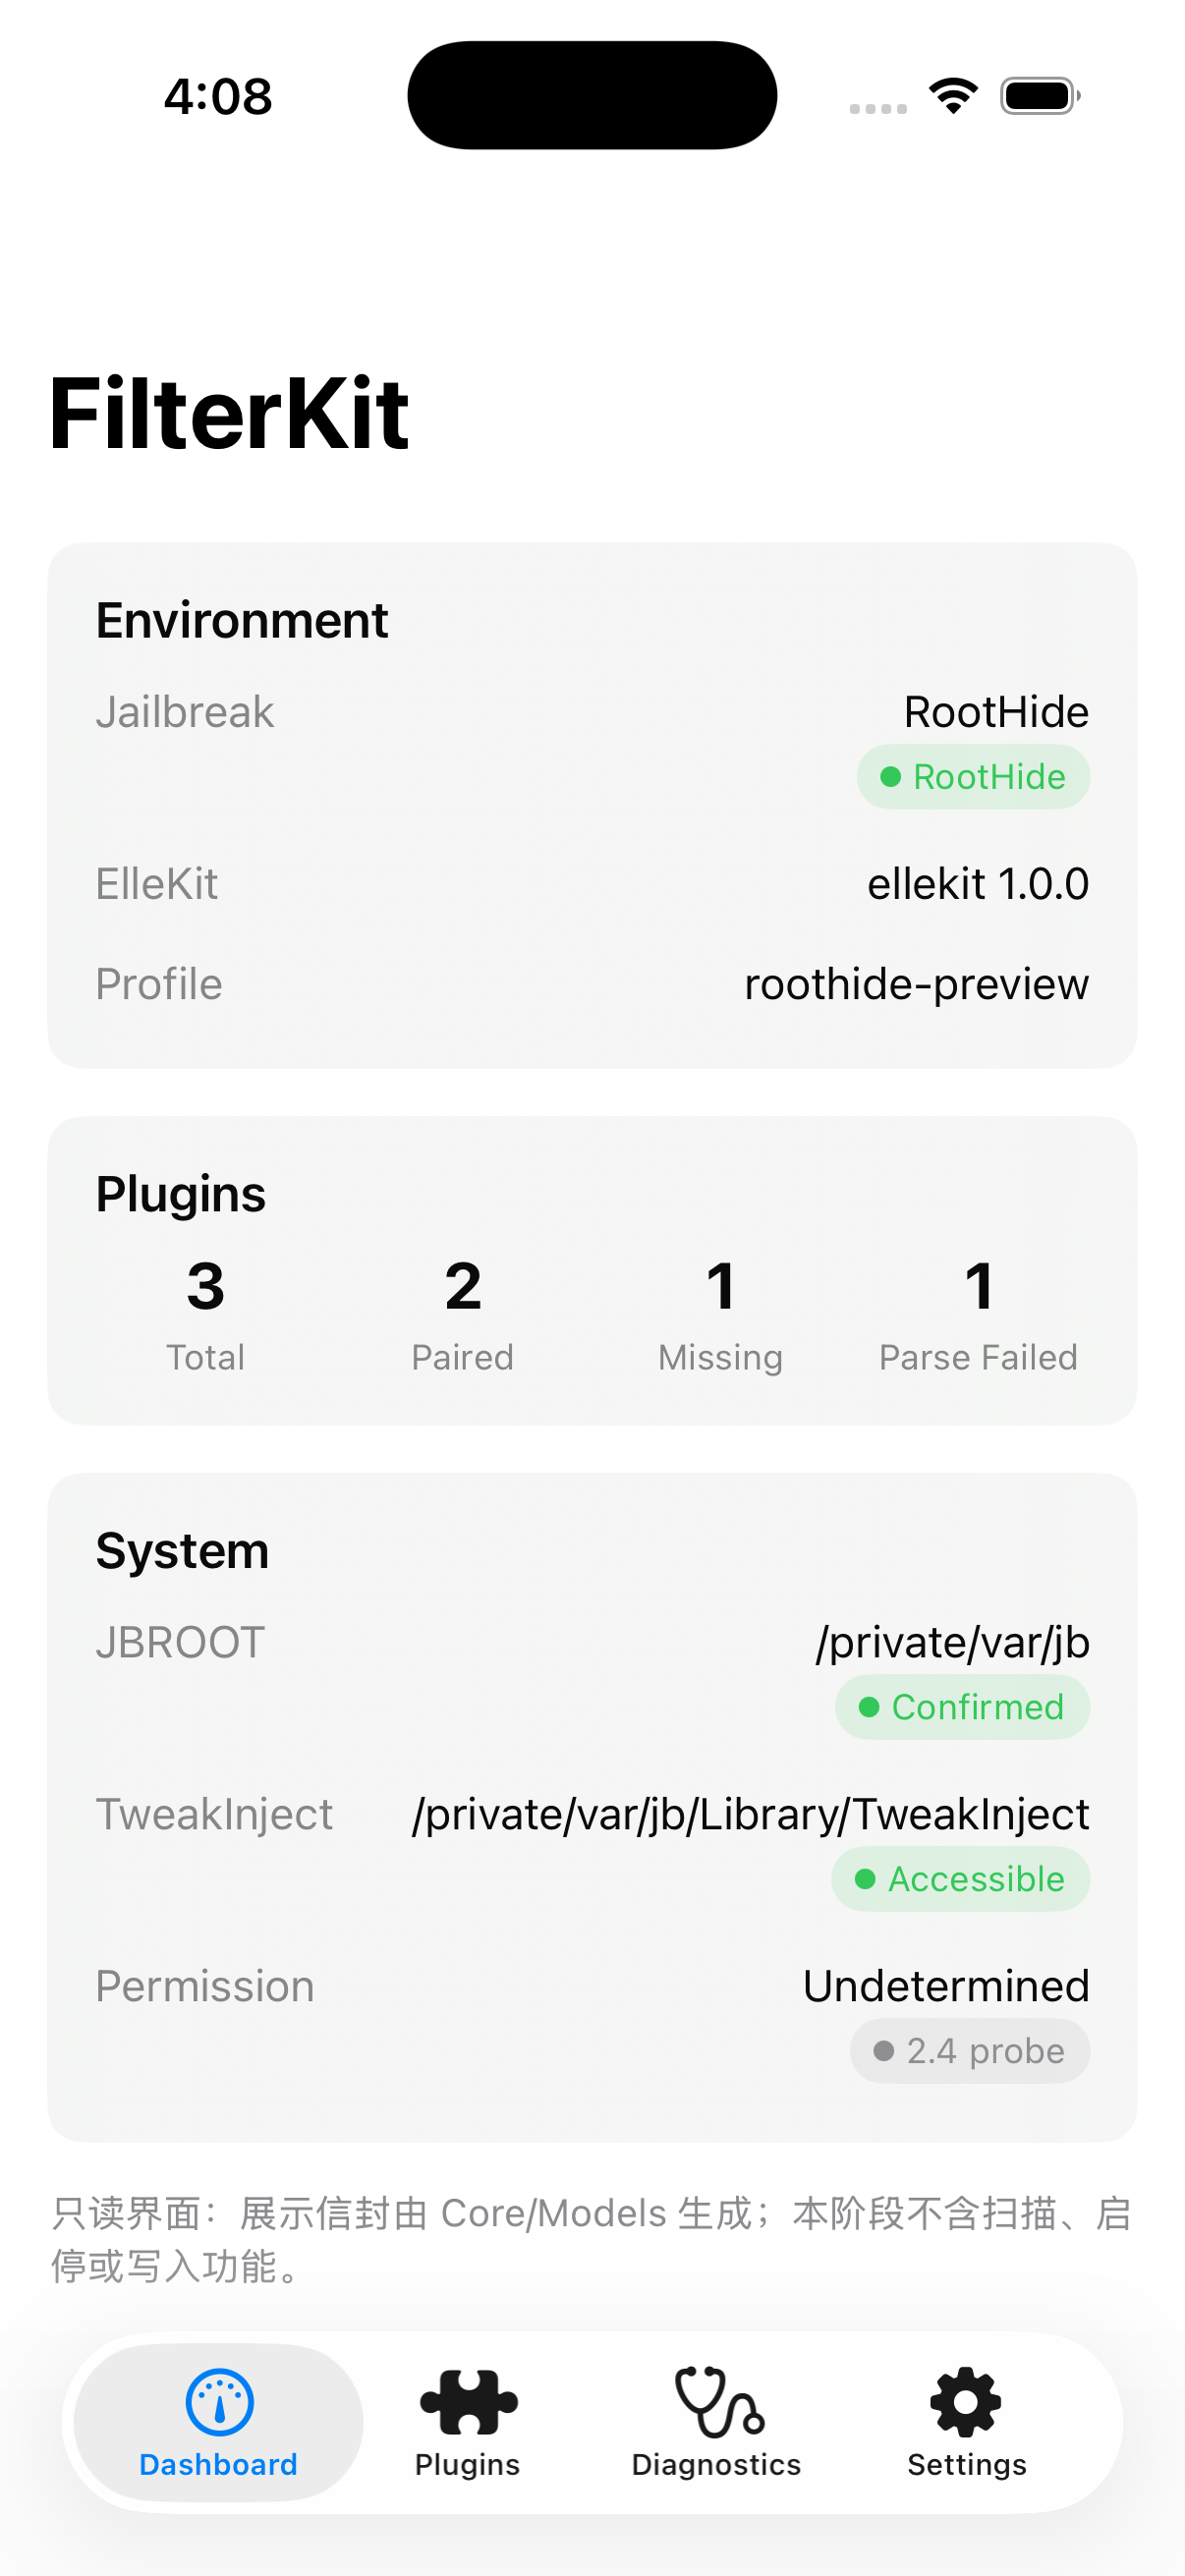 4:08
FilterKit
Environment
Jailbreak RootHide
RootHide
ElleKit ellekit 1.0.0
Profile roothide-preview
Plugins
3 2 1 1
Total Paired Missing Parse Failed
System
JBROOT /private/var/jb
Confirmed
TweakInject /private/var/jb/Library/TweakInject
Accessible
Permission Undetermined
2.4 probe
只读界面：展示信封由 Core/Models 生成；本阶段不含扫描、启
停或写入功能。
Dashboard Plugins Diagnostics Settings